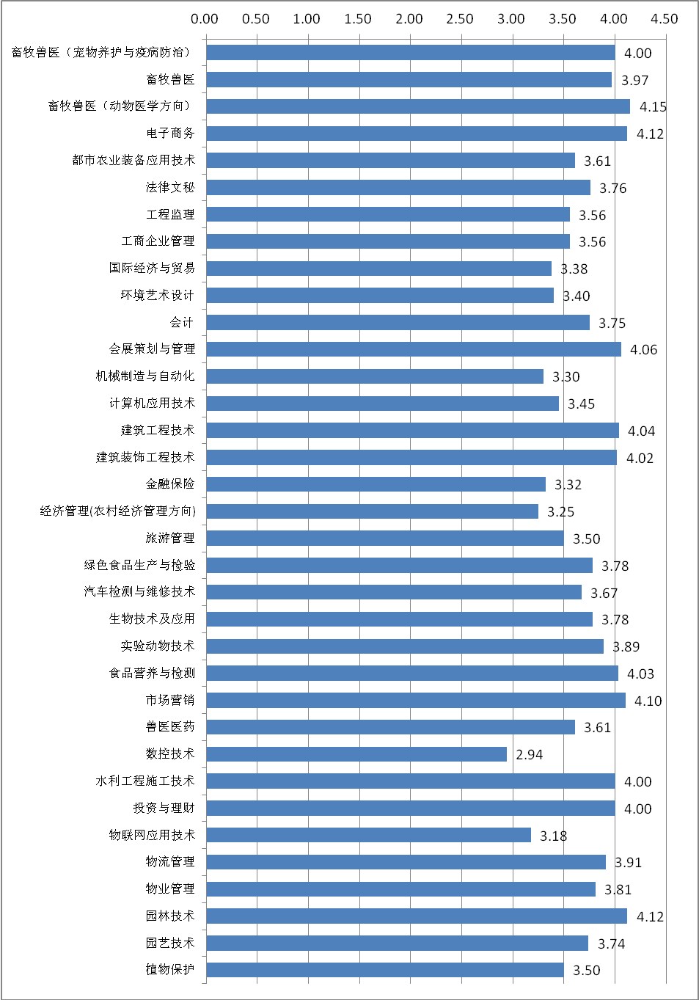 0.00 0.50 1.00 1.50 2.00 2.50 3.00 3.50 4.00 4.50
畜牧兽医（宠物养护与疫病防治） 4.00
畜牧兽医 3.97
畜牧兽医（动物医学方向） 4.15
电子商务 4.12
都市农业装备应用技术 3.61
法律文秘 3.76
工程监理 3.56
工商企业管理 3.56
国际经济与贸易 3.38
环境艺术设计 3.40
会计 3.75
会展策划与管理 4.06
机械制造与自动化 3.30
计算机应用技术 3.45
建筑工程技术 4.04
建筑装饰工程技术 4.02
金融保险 3.32
经济管理(农村经济管理方向) 3.25
旅游管理 3.50
绿色食品生产与检验 3.78
汽车检测与维修技术 3.67
生物技术及应用 3.78
实验动物技术 3.89
食品营养与检测 4.03
市场营销 4.10
兽医医药 3.61
数控技术 2.94
水利工程施工技术 4.00
投资与理财 4.00
物联网应用技术 3.18
物流管理 3.91
物业管理 3.81
园林技术 4.12
园艺技术 3.74
植物保护 3.50